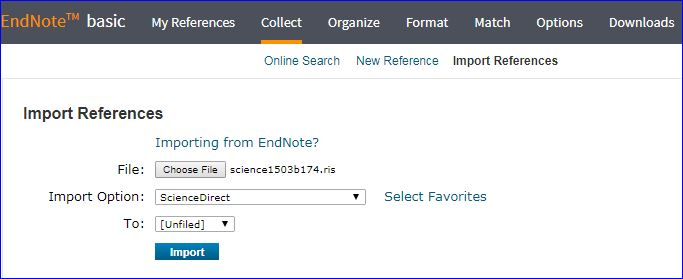 EndNote™ basic My References Collect Organize Format Match Options Downloads
Online Search New Reference Import References
Import References
Importing from EndNote?
File: Choose File science1503b174.ris
Import Option: ScienceDirect Select Favorites
To: [Unfiled]
Import